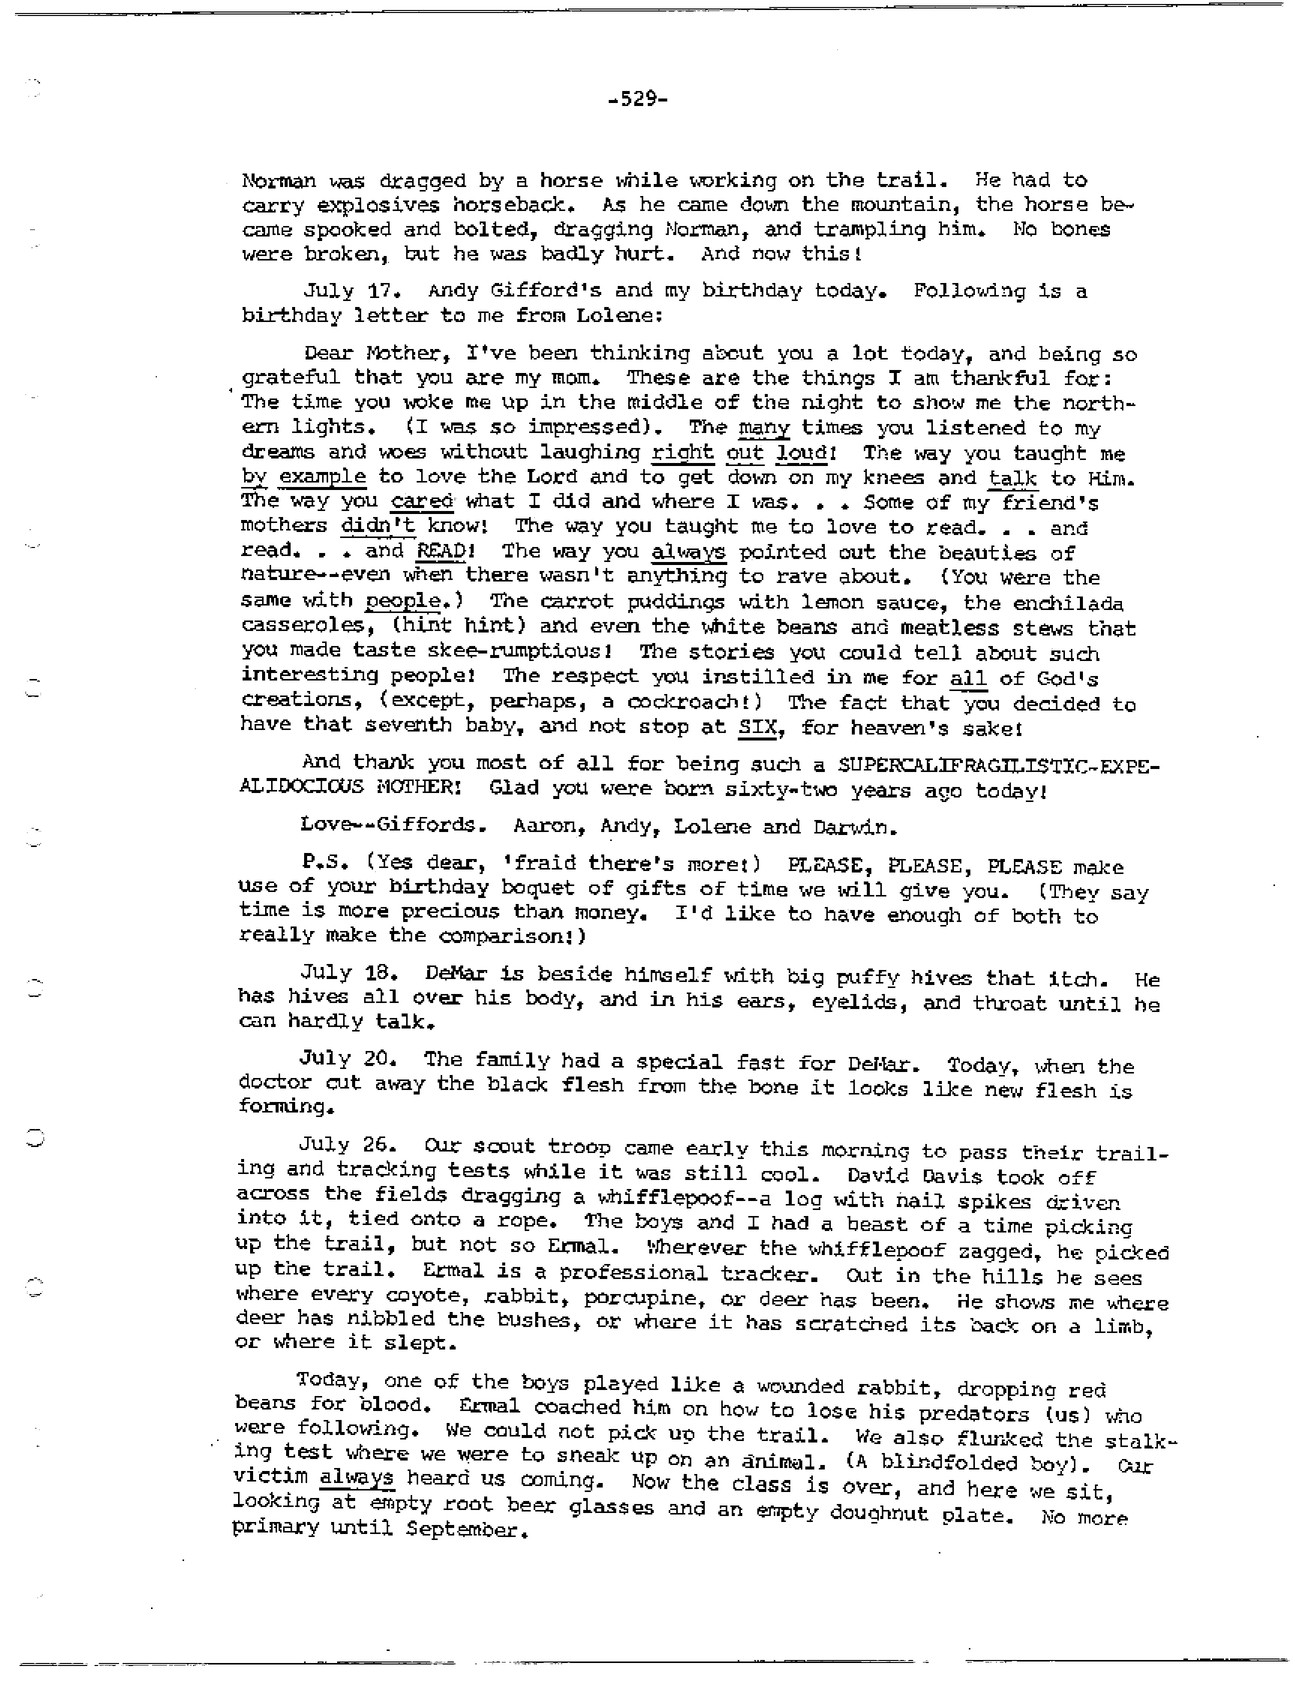 -529-
Norman was dragged by a horse while working on the trail. He had to
carry explosives horseback. As he came down the mountain, the horse be-
came spooked and bolted, dragging Norman, and trampling him. No bones
were broken, but he was badly hurt. And now this!
July 17. Andy Gifford's and my birthday today. Following is a
birthday letter to me from Lolene:
Dear Mother, I've been thinking about you a lot today, and being so
grateful that you are my mom. These are the things I am thankful for:
The time you woke me up in the middle of the night to show me the north-
ern lights. (I was so impressed). The many times you listened to my
dreams and woes without laughing right out loud! The way you taught me
by example to love the Lord and to get down on my knees and talk to Him.
The way you cared what I did and where I was. . . Some of my friend's
mothers didn't know! The way you taught me to love to read. . . and
read. . . and READ! The way you always pointed out the beauties of
nature--even when there wasn't anything to rave about. (You were the
same with people.) The carrot puddings with lemon sauce, the enchilada
casseroles, (hint hint) and even the white beans and meatless stews that
you made taste skee-rumptious! The stories you could tell about such
interesting people! The respect you instilled in me for all of God's
creations, (except, perhaps, a cockroach!) The fact that you decided to
have that seventh baby, and not stop at SIX, for heaven's sake!
And thank you most of all for being such a SUPERCALIFRAGILISTIC-EXPE-
ALIDOCIOUS MOTHER! Glad you were born sixty-two years ago today!
Love--Giffords. Aaron, Andy, Lolene and Darwin.
P.S. (Yes dear, 'fraid there's more!) PLEASE, PLEASE, PLEASE make
use of your birthday boquet of gifts of time we will give you. (They say
time is more precious than money. I'd like to have enough of both to
really make the comparison!)
July 18. DeMar is beside himself with big puffy hives that itch. He
has hives all over his body, and in his ears, eyelids, and throat until he
can hardly talk.
July 20. The family had a special fast for DeMar. Today, when the
doctor cut away the black flesh from the bone it looks like new flesh is
forming.
July 26. Our scout troop came early this morning to pass their trail-
ing and tracking tests while it was still cool. David Davis took off
across the fields dragging a whifflepoof--a log with nail spikes driven
into it, tied onto a rope. The boys and I had a beast of a time picking
up the trail, but not so Ermal. Wherever the whifflepoof zagged, he picked
up the trail. Ermal is a professional tracker. Out in the hills he sees
where every coyote, rabbit, porcupine, or deer has been. He shows me where
deer has nibbled the bushes, or where it has scratched its back on a limb,
or where it slept.
Today, one of the boys played like a wounded rabbit, dropping red
beans for blood. Ermal coached him on how to lose his predators (us) who
were following. We could not pick up the trail. We also flunked the stalk-
ing test where we were to sneak up on an animal. (A blindfolded boy). Our
victim always heard us coming. Now the class is over, and here we sit,
looking at empty root beer glasses and an empty doughnut plate. No more
primary until September.